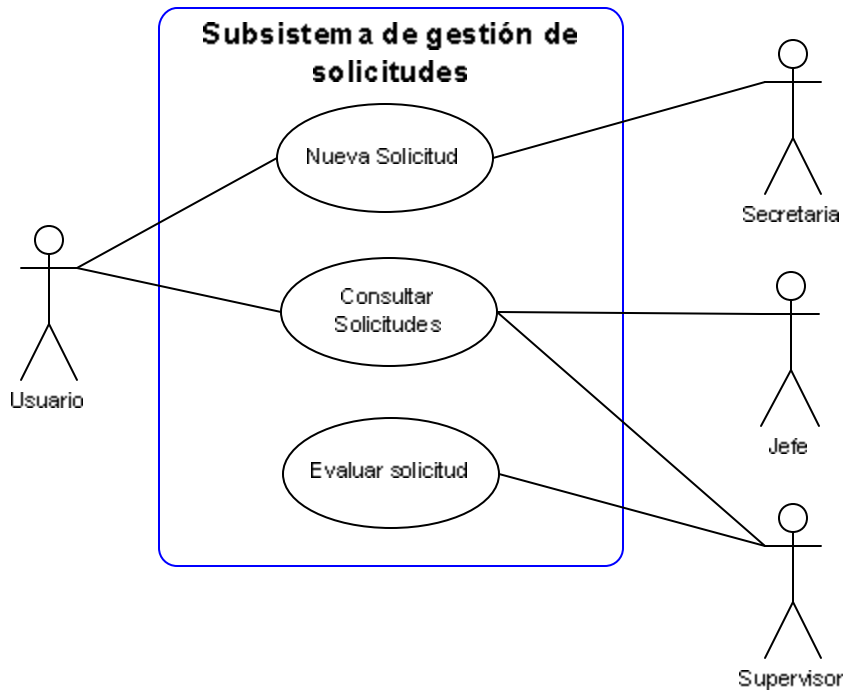 Subsistema de gestión de
solicitudes
Nueva Solicitud
Secretaria
Consultar
Solicitudes
Usuario
Jefe
Evaluar solicitud
Supervisor